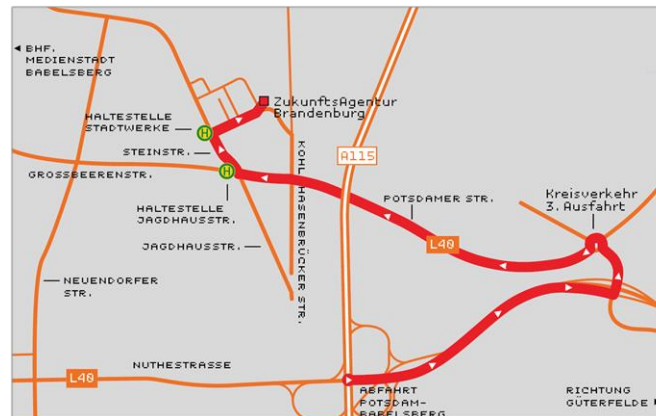 ◄ BHF.
MEDIENSTADT
BABELSBERG
ZukunftsAgentur
Brandenburg
HALTESTELLE
STADTWERKE
H
STEINSTR.
A115
GROSSBEERENSTR.
H
KOHLHASENBRÜCKER STR.
POTSDAMER STR.
Kreisverkehr
3. Ausfahrt
HALTESTELLE
JAGDHAUSSTR.
JAGDHAUSSTR.
L40
NEUENDORFER
STR.
NUTHESTRASSE
L40
ABFAHRT
POTSDAM-
BABELSBERG
RICHTUNG
GÜTERFELDE